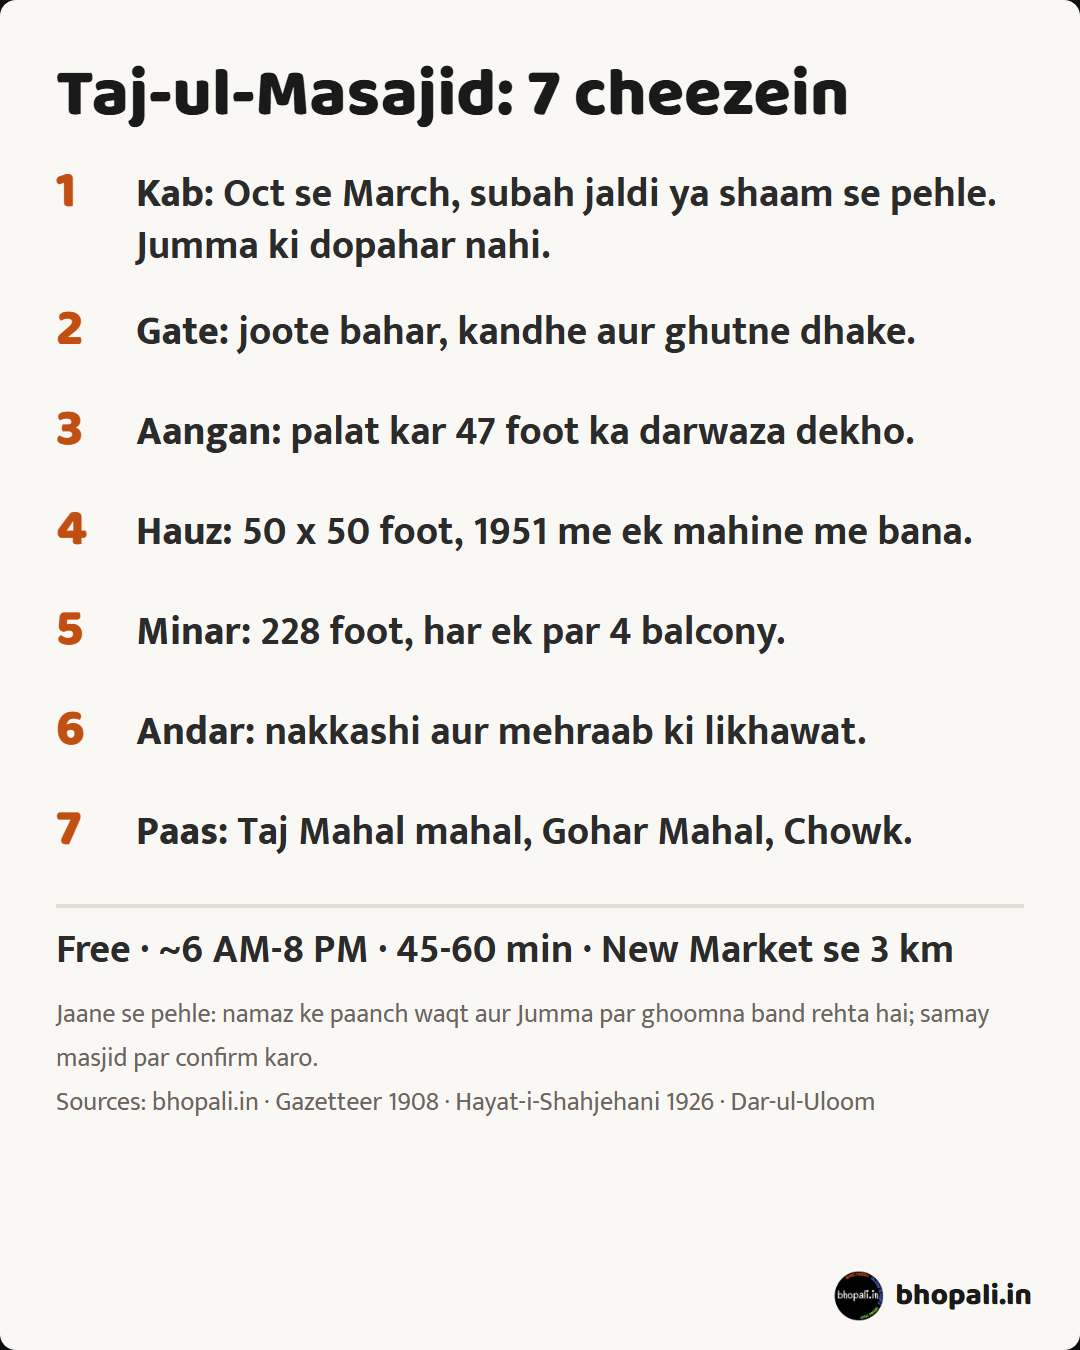 Taj-ul-Masajid: 7 cheezein
1 Kab: Oct se March, subah jaldi ya shaam se pehle.
Jumma ki dopahar nahi.
2 Gate: joote bahar, kandhe aur ghutne dhake.
3 Aangan: palat kar 47 foot ka darwaza dekho.
4 Hauz: 50 x 50 foot, 1951 me ek mahine me bana.
5 Minar: 228 foot, har ek par 4 balcony.
6 Andar: nakkashi aur mehraab ki likhawat.
7 Paas: Taj Mahal mahal, Gohar Mahal, Chowk.
Free · ~6 AM-8 PM · 45-60 min · New Market se 3 km
Jaane se pehle: namaz ke paanch waqt aur Jumma par ghoomna band rehta hai; samay
masjid par confirm karo.
Sources: bhopali.in · Gazetteer 1908 · Hayat-i-Shahjehani 1926 · Dar-ul-Uloom
bhopali.in bhopali.in